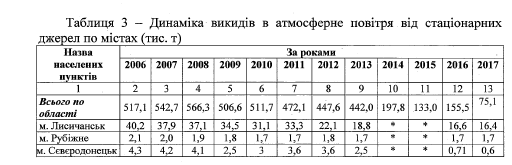 Таблиця 3 – Динаміка викидів в атмосферне повітря від стаціонарних
джерел по містах (тис. т)
Назва населених пунктів За роками
2006 2007 2008 2009 2010 2011 2012 2013 2014 2015 2016 2017
1 2 3 4 5 6 7 8 9 10 11 12 13
Всього по області 517,1 542,7 566,3 506,6 511,7 472,1 447,6 442,0 197,8 133,0 155,5 75,1
м. Лисичанськ 40,2 37,9 37,1 34,5 31,1 33,3 22,1 18,8 * * 16,6 16,4
м. Рубіжне 2,1 2,0 1,9 1,8 1,7 1,7 1,8 1,7 * * 1,7 1,7
м. Сєвєродонецьк 4,3 4,2 4,1 2,5 3 3,6 3,6 2,5 * * 0,71 0,6